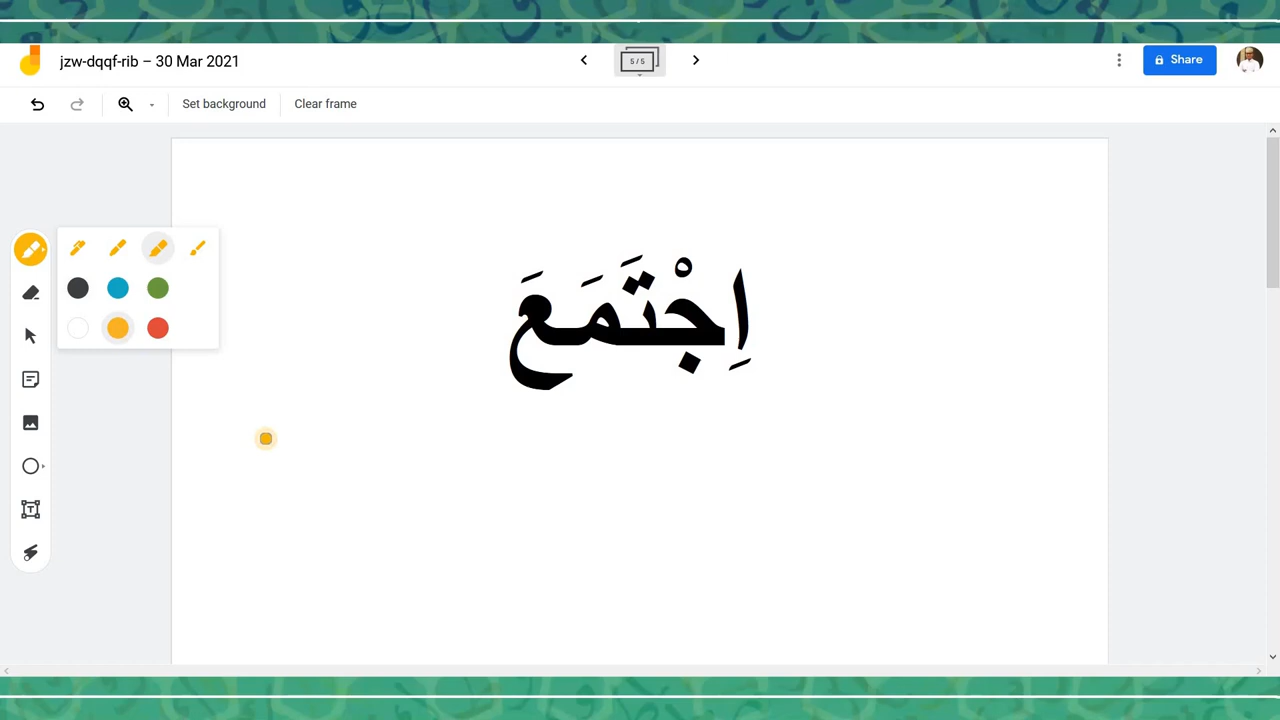 jzw-dqqf-rib – 30 Mar 2021
5 / 5
Share
Set background
Clear frame
اِجْتَمَعَ
T